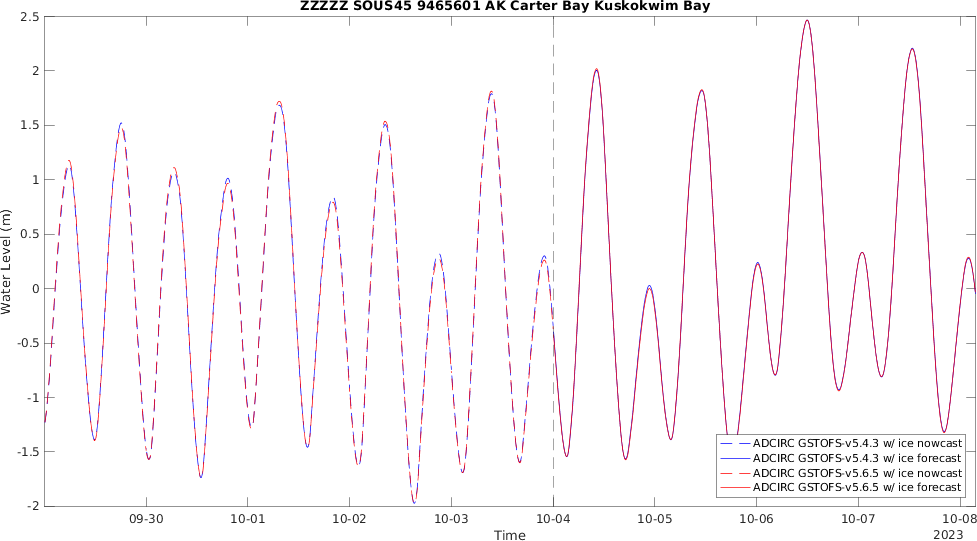 ZZZZZ SOUS45 9465601 AK Carter Bay Kuskokwim Bay
2.5
2
1.5
1
0.5
0
-0.5
-1
-1.5
-2
Water Level (m)
09-30 10-01 10-02 10-03 10-04 10-05 10-06 10-07 10-08
2023
Time
ADCIRC GSTOFS-v5.4.3 w/ ice nowcast
ADCIRC GSTOFS-v5.4.3 w/ ice forecast
ADCIRC GSTOFS-v5.6.5 w/ ice nowcast
ADCIRC GSTOFS-v5.6.5 w/ ice forecast